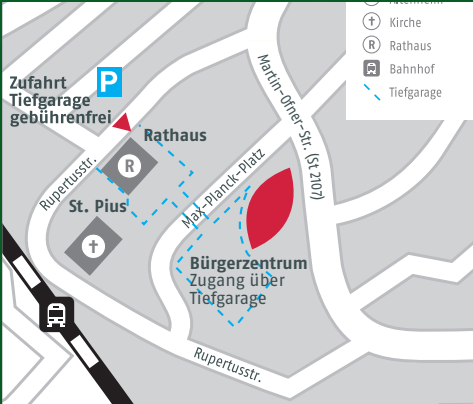 Kirche
R Rathaus
Bahnhof
Tiefgarage
Zufahrt
Tiefgarage
gebührenfrei
P
Martin-Ofner-Str. (St 2107)
Rathaus
R
Rupertusstr.
Max-Planck-Platz
St. Pius
Bürgerzentrum
Zugang über
Tiefgarage
Rupertusstr.